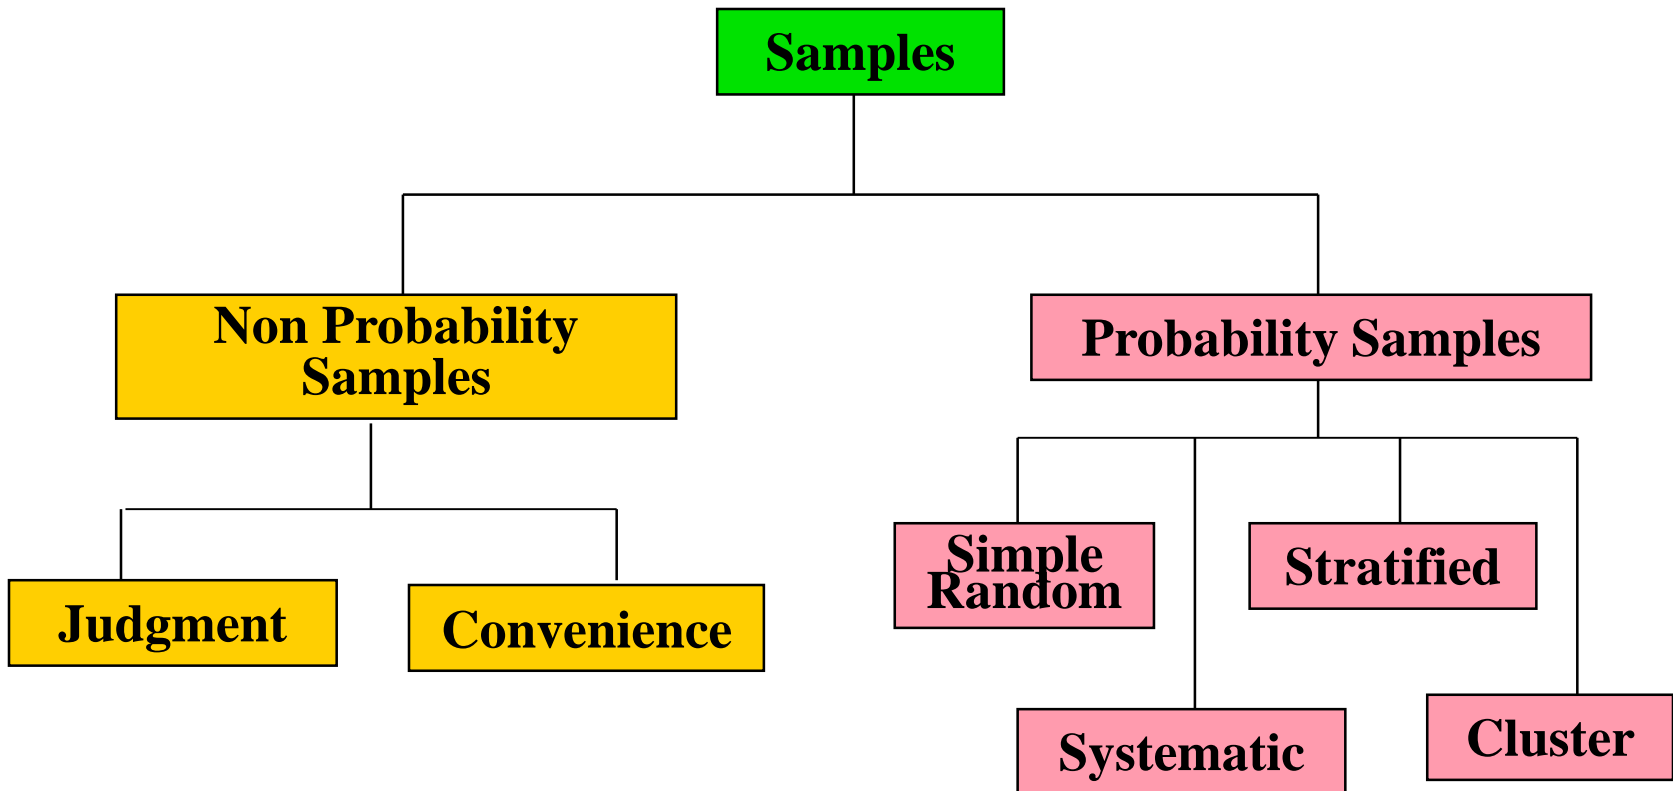 Samples
Non Probability
Samples
Probability Samples
Judgment
Convenience
Simple
Random
Stratified
Systematic
Cluster